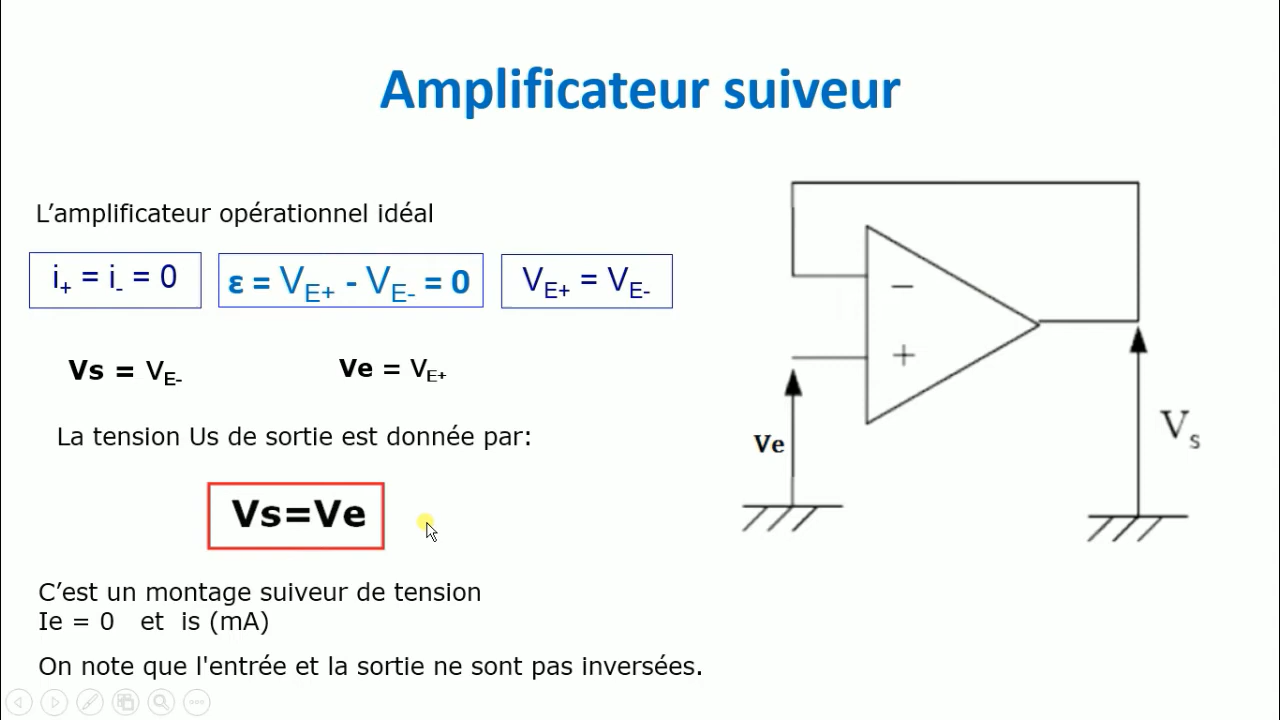 Amplificateur suiveur
L’amplificateur opérationnel idéal
i+ = i- = 0
ε = VE+ - VE- = 0
VE+ = VE-
Vs = VE-
Ve = VE+
La tension Us de sortie est donnée par:
Vs=Ve
C’est un montage suiveur de tension
Ie = 0 et is (mA)
On note que l'entrée et la sortie ne sont pas inversées.
−
+
Ve
Vs